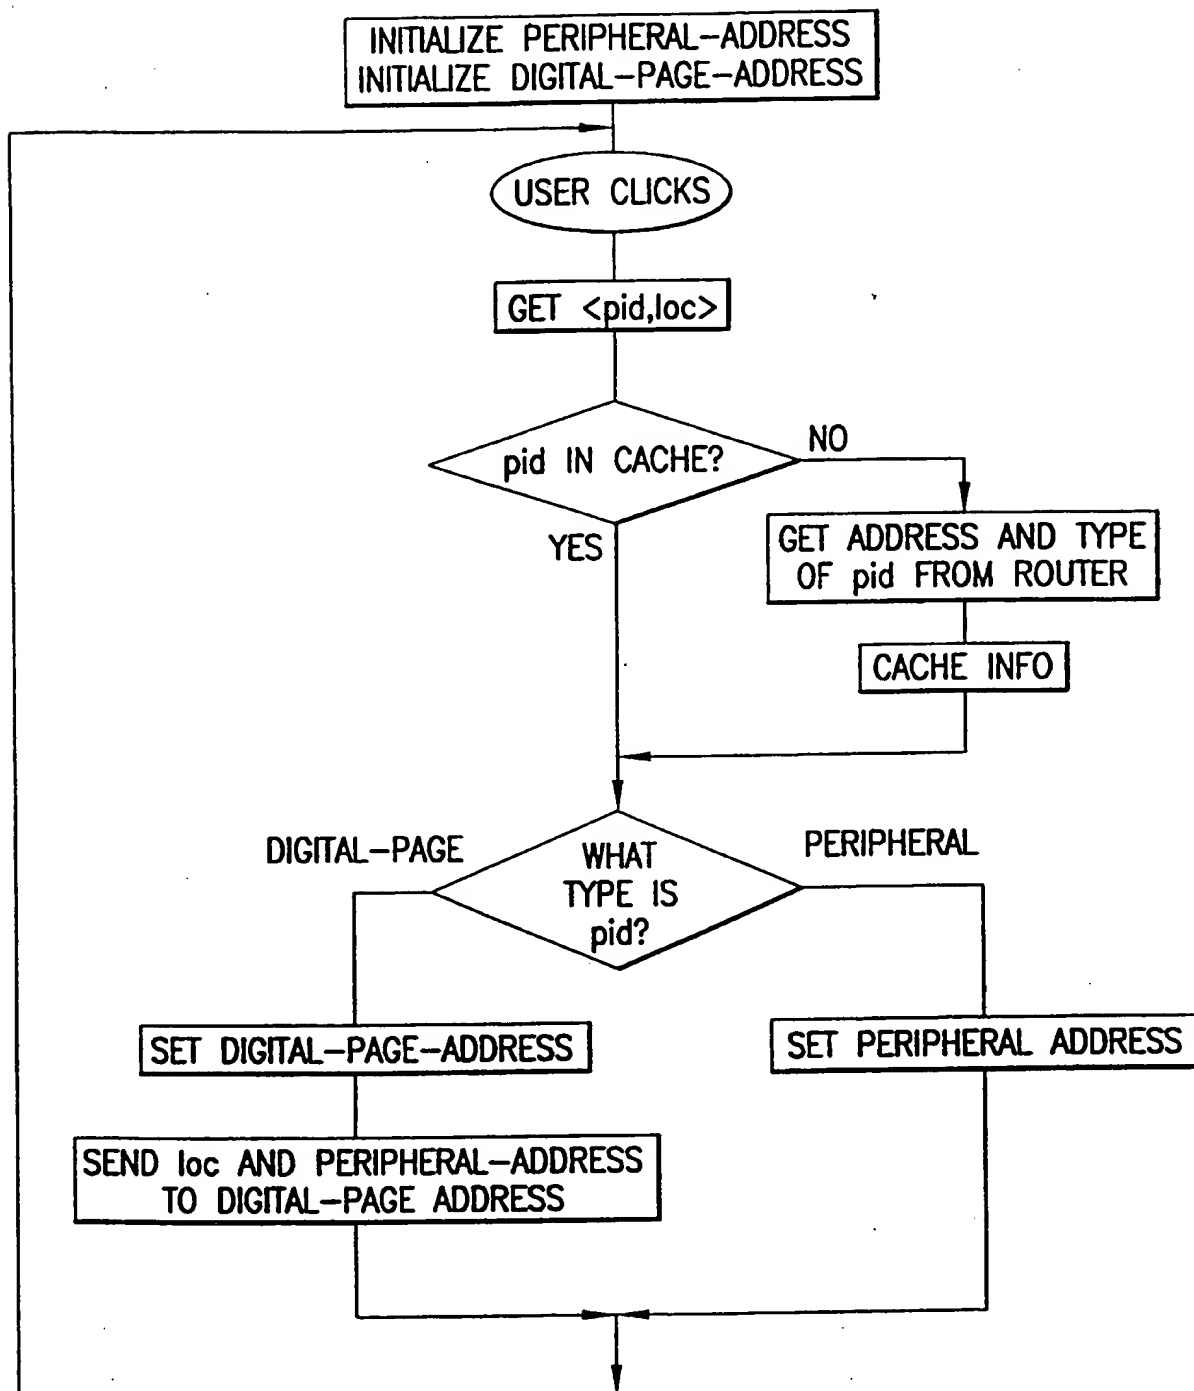 INITIALIZE PERIPHERAL-ADDRESS
INITIALIZE DIGITAL-PAGE-ADDRESS
USER CLICKS
GET <pid,loc>
pid IN CACHE?
NO
YES
GET ADDRESS AND TYPE
OF pid FROM ROUTER
CACHE INFO
DIGITAL-PAGE
WHAT
TYPE IS
pid?
PERIPHERAL
SET DIGITAL-PAGE-ADDRESS
SET PERIPHERAL ADDRESS
SEND loc AND PERIPHERAL-ADDRESS
TO DIGITAL-PAGE ADDRESS